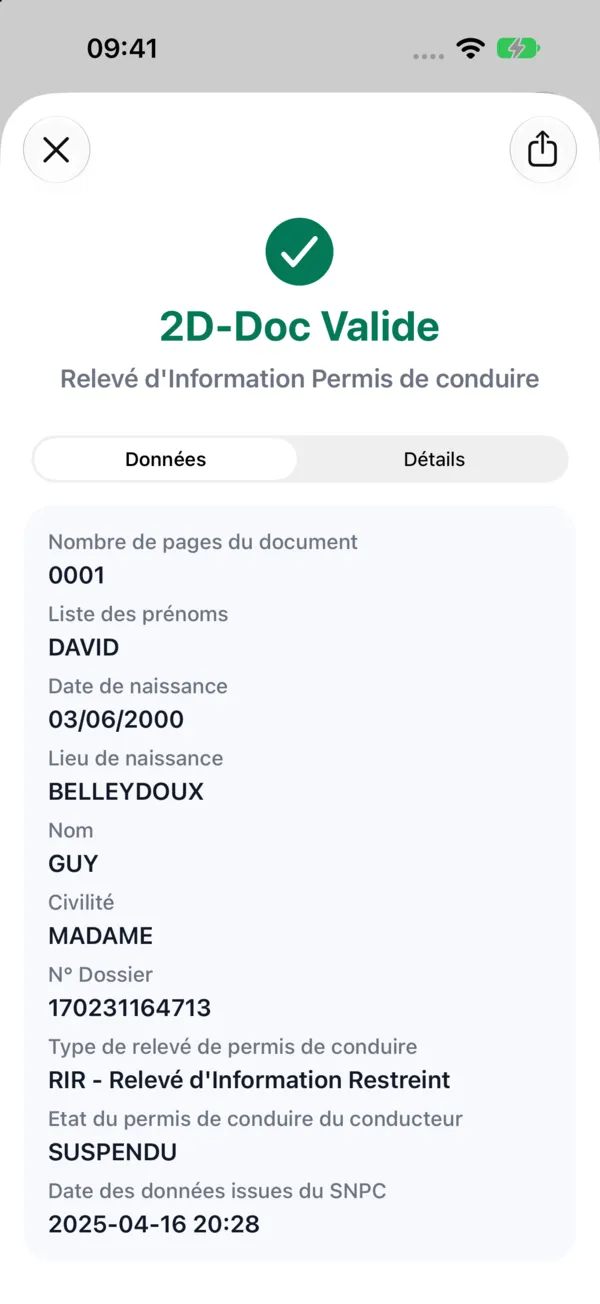 09:41
2D-Doc Valide
Relevé d'Information Permis de conduire
Données
Détails
Nombre de pages du document
0001
Liste des prénoms
DAVID
Date de naissance
03/06/2000
Lieu de naissance
BELLEYDOUX
Nom
GUY
Civilité
MADAME
N° Dossier
170231164713
Type de relevé de permis de conduire
RIR - Relevé d'Information Restreint
Etat du permis de conduire du conducteur
SUSPENDU
Date des données issues du SNPC
2025-04-16 20:28